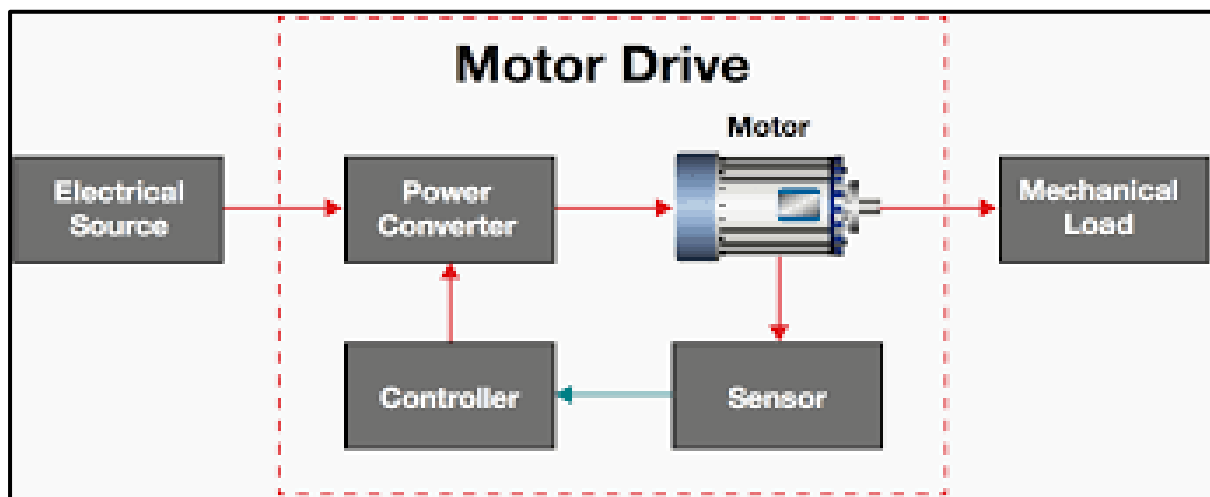 Motor Drive
Motor
Electrical
Source
Power
Converter
Mechanical
Load
Controller
Sensor